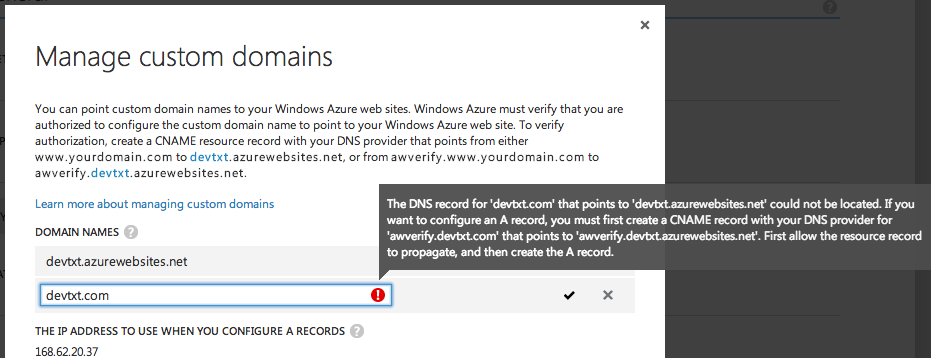 Manage custom domains
You can point custom domain names to your Windows Azure web sites. Windows Azure must verify that you are
authorized to configure the custom domain name to point to your Windows Azure web site. To verify
authorization, create a CNAME resource record with your DNS provider that points from either
www.yourdomain.com to devtxt.azurewebsites.net, or from awverify.www.yourdomain.com to
awverify.devtxt.azurewebsites.net.
Learn more about managing custom domains
The DNS record for 'devtxt.com' that points to 'devtxt.azurewebsites.net' could not be located. If you
want to configure an A record, you must first create a CNAME record with your DNS provider for
'awverify.devtxt.com' that points to 'awverify.devtxt.azurewebsites.net'. First allow the resource record
to propagate, and then create the A record.
DOMAIN NAMES ?
devtxt.azurewebsites.net
devtxt.com
THE IP ADDRESS TO USE WHEN YOU CONFIGURE A RECORDS ?
168.62.20.37